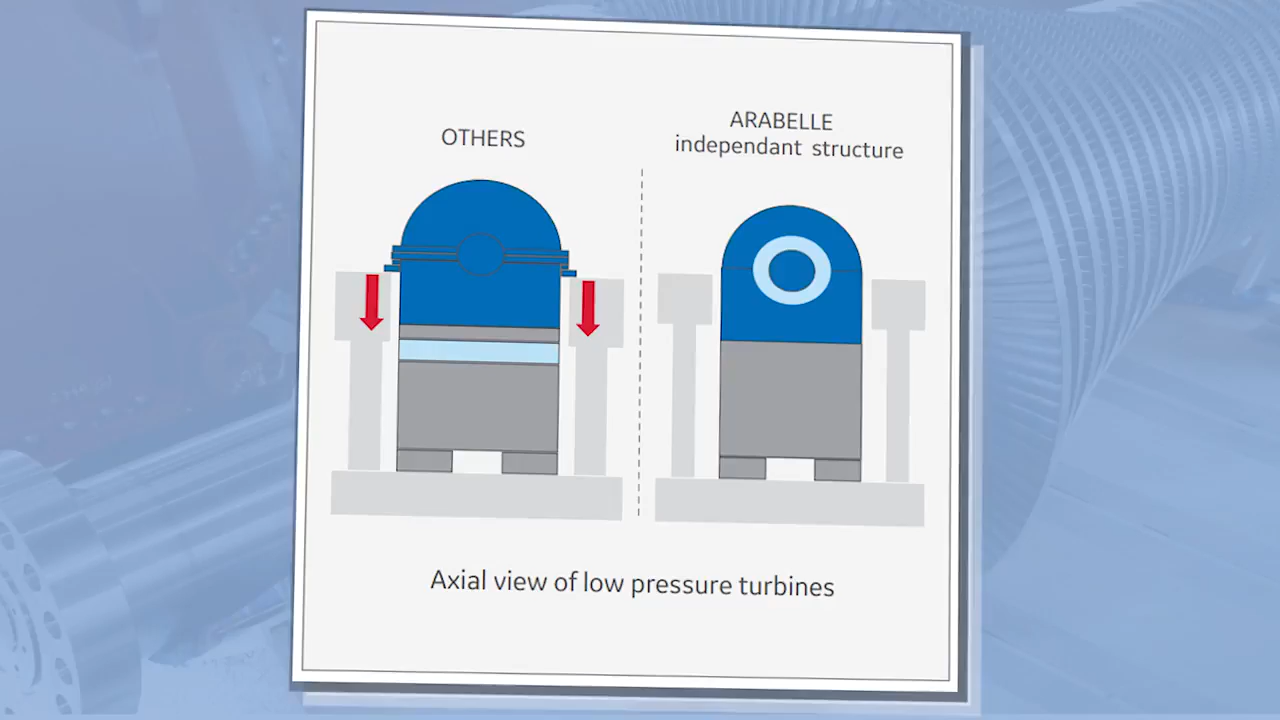 OTHERS
ARABELLE
independant structure
Axial view of low pressure turbines